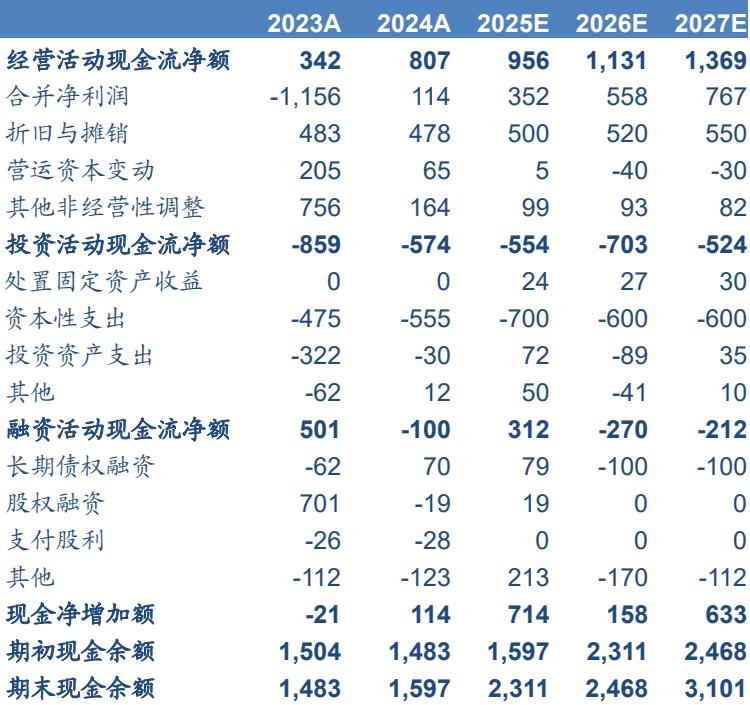 2023A 2024A 2025E 2026E 2027E
经营活动现金流净额 342 807 956 1,131 1,369
合并净利润 -1,156 114 352 558 767
折旧与摊销 483 478 500 520 550
营运资本变动 205 65 5 -40 -30
其他非经营性调整 756 164 99 93 82
投资活动现金流净额 -859 -574 -554 -703 -524
处置固定资产收益 0 0 24 27 30
资本性支出 -475 -555 -700 -600 -600
投资资产支出 -322 -30 72 -89 35
其他 -62 12 50 -41 10
融资活动现金流净额 501 -100 312 -270 -212
长期债权融资 -62 70 79 -100 -100
股权融资 701 -19 19 0 0
支付股利 -26 -28 0 0 0
其他 -112 -123 213 -170 -112
现金净增加额 -21 114 714 158 633
期初现金余额 1,504 1,483 1,597 2,311 2,468
期末现金余额 1,483 1,597 2,311 2,468 3,101